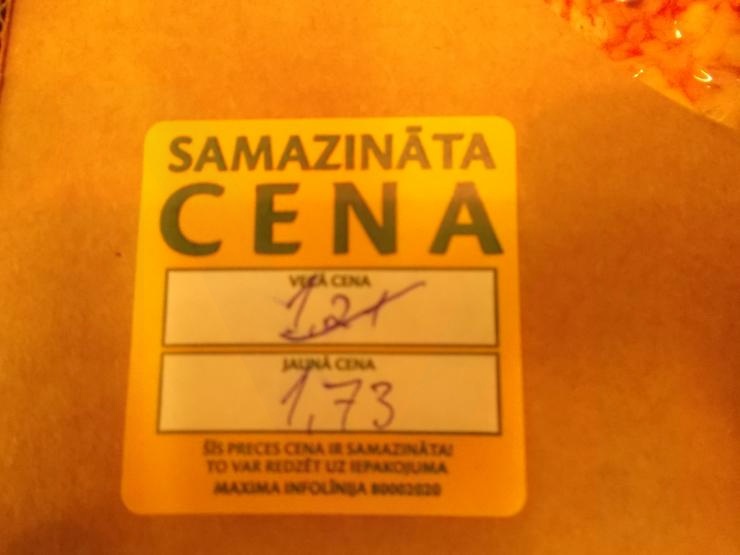 SAMAZINĀTA
CENA
VECĀ CENA
1,21
JAUNĀ CENA
1,73
ŠĪS PRECES CENA IR SAMAZINĀTA!
TO VAR REDZĒT UZ IEPAKOJUMA
MAXIMA INFOLĪNIJA 80002020